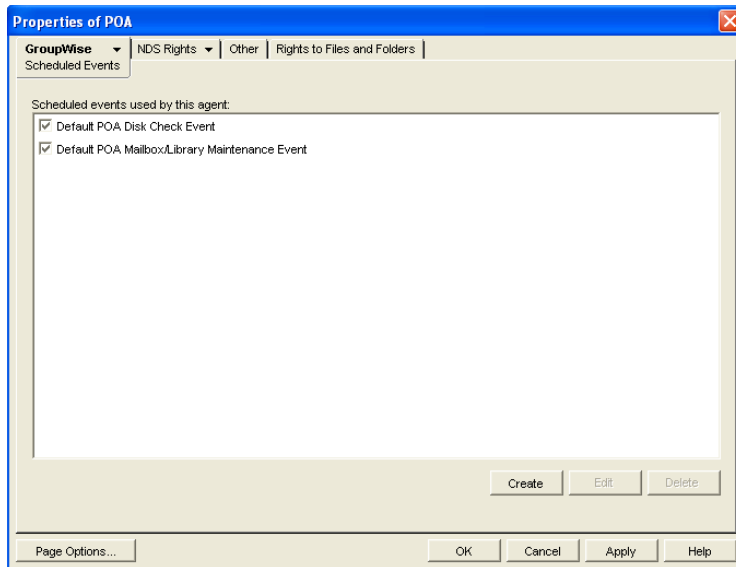 Properties of POA
GroupWise NDS Rights Other Rights to Files and Folders
Scheduled Events
Scheduled events used by this agent:
Default POA Disk Check Event
Default POA Mailbox/Library Maintenance Event
Create Edit Delete
Page Options... OK Cancel Apply Help